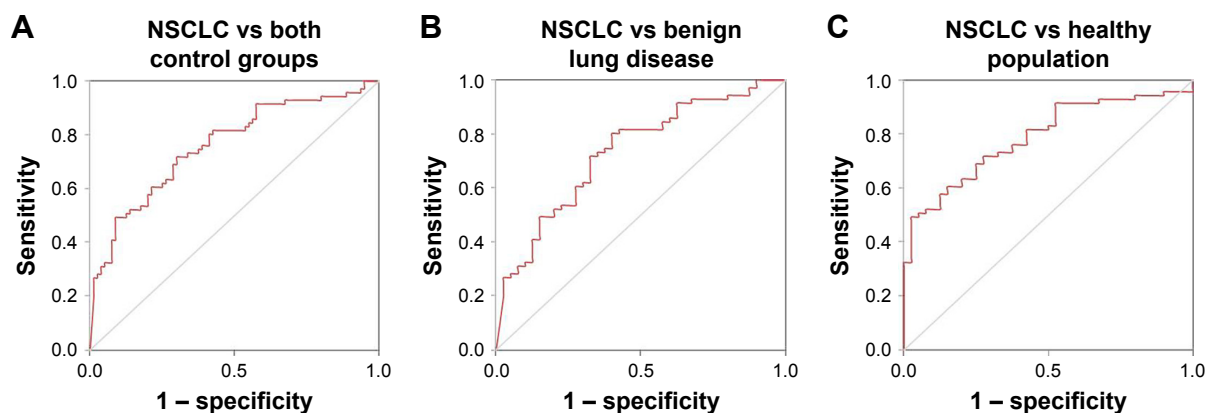 A
NSCLC vs both
control groups
Sensitivity
1.0
0.8
0.6
0.4
0.2
0.0
0.0 0.5 1.0
1 – specificity
B
NSCLC vs benign
lung disease
Sensitivity
1.0
0.8
0.6
0.4
0.2
0.0
0.0 0.5 1.0
1 – specificity
C
NSCLC vs healthy
population
Sensitivity
1.0
0.8
0.6
0.4
0.2
0.0
0.0 0.5 1.0
1 – specificity